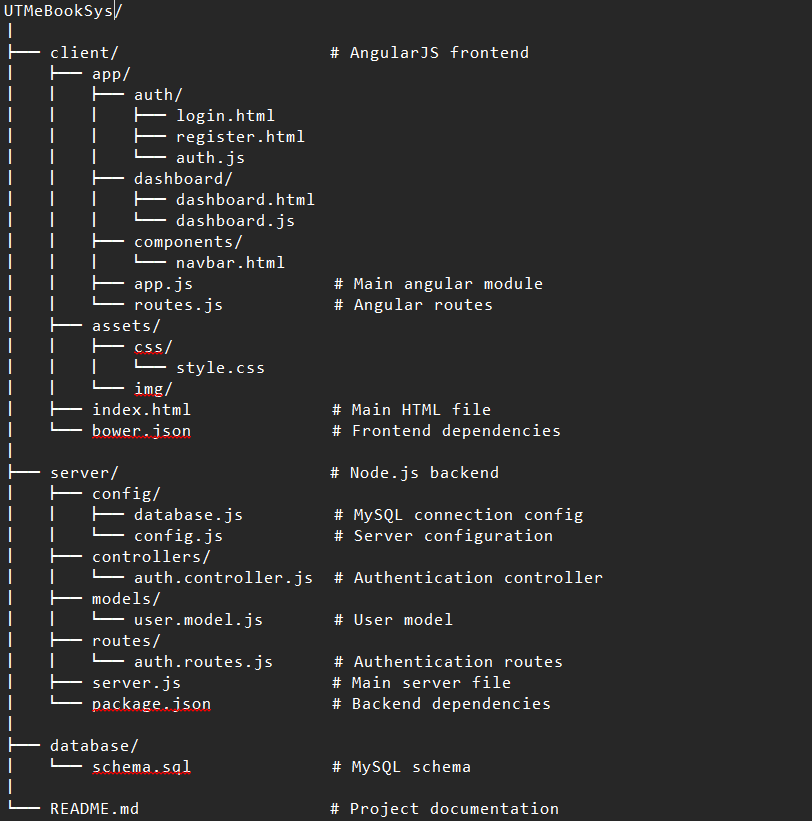 UTMeBookSys/
│
├── client/                     # AngularJS frontend
│   ├── app/
│   │   ├── auth/
│   │   │   ├── login.html
│   │   │   ├── register.html
│   │   │   └── auth.js
│   │   ├── dashboard/
│   │   │   ├── dashboard.html
│   │   │   └── dashboard.js
│   │   ├── components/
│   │   │   └── navbar.html
│   │   ├── app.js              # Main angular module
│   │   └── routes.js           # Angular routes
│   ├── assets/
│   │   ├── css/
│   │   │   └── style.css
│   │   └── img/
│   ├── index.html              # Main HTML file
│   └── bower.json              # Frontend dependencies
│
├── server/                     # Node.js backend
│   ├── config/
│   │   ├── database.js         # MySQL connection config
│   │   └── config.js           # Server configuration
│   ├── controllers/
│   │   └── auth.controller.js  # Authentication controller
│   ├── models/
│   │   └── user.model.js       # User model
│   ├── routes/
│   │   └── auth.routes.js      # Authentication routes
│   ├── server.js               # Main server file
│   └── package.json            # Backend dependencies
│
├── database/
│   └── schema.sql              # MySQL schema
│
└── README.md                   # Project documentation